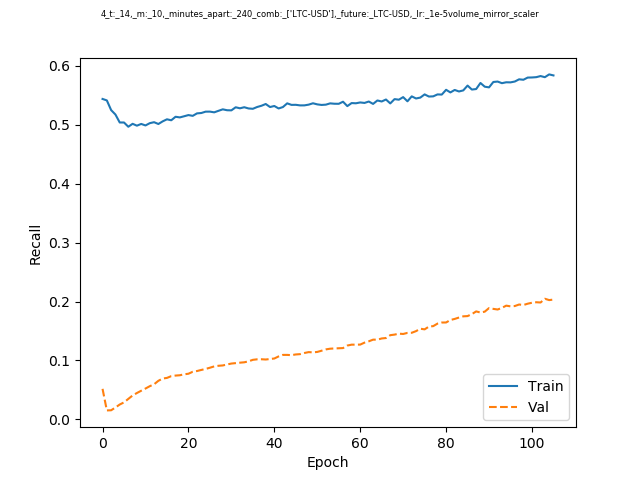 4_t:_14,_m:_10,_minutes_apart:_240_comb:_['LTC-USD'],_future:_LTC-USD,_lr:_1e-5volume_mirror_scaler
0.6
0.5
0.4
0.3
0.2
0.1
0.0
Recall
Train
Val
0 20 40 60 80 100
Epoch